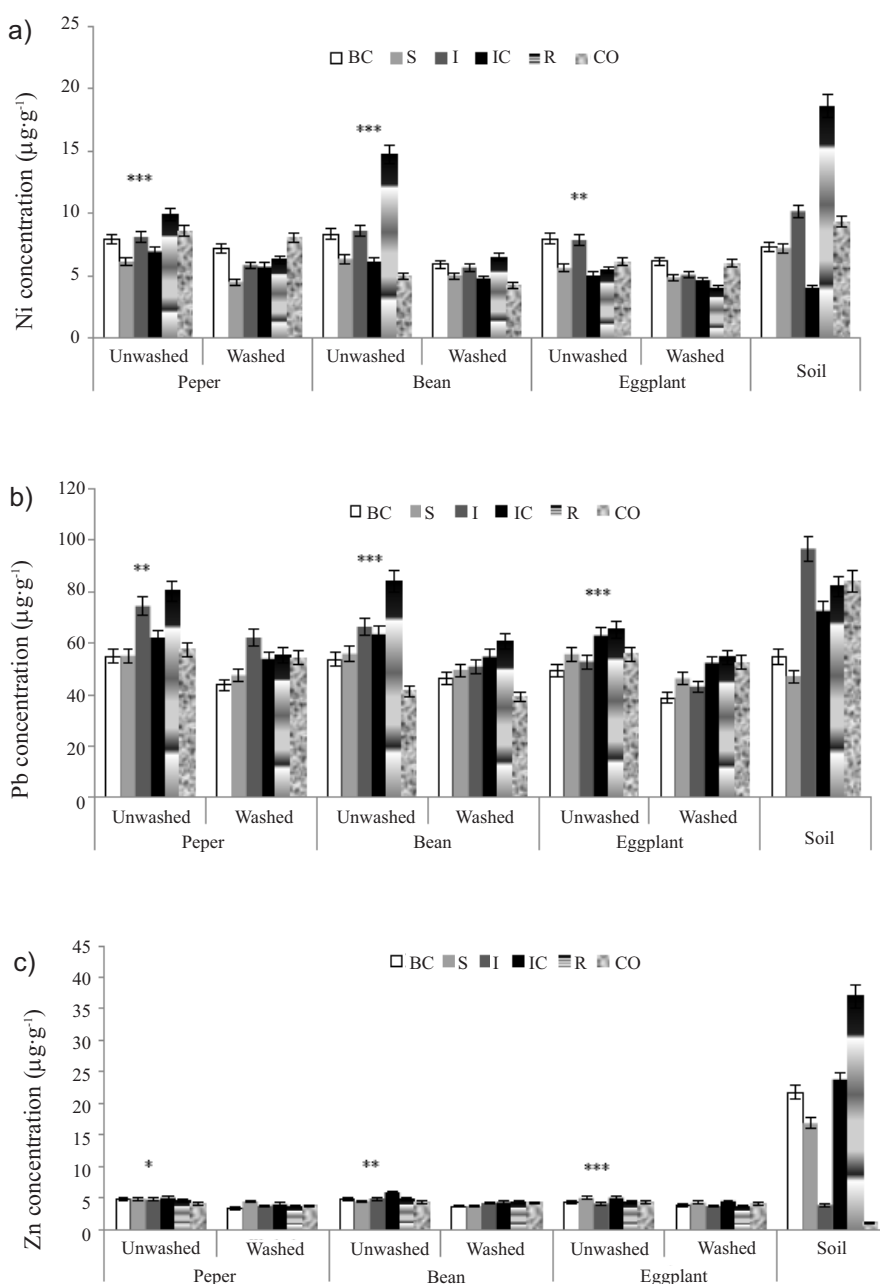 a)
Ni concentration (µg·g-1)
25
20
15
10
5
0
BC S I IC R CO
***
***
**
Unwashed Washed Unwashed Washed Unwashed Washed Soil
Peper Bean Eggplant
b)
Pb concentration (µg·g-1)
120
100
80
60
40
20
0
BC S I IC R CO
**
***
***
Unwashed Washed Unwashed Washed Unwashed Washed Soil
Peper Bean Eggplant
c)
Zn concentration (µg·g-1)
45
40
35
30
25
20
15
10
5
0
BC S I IC R CO
*
**
***
Unwashed Washed Unwashed Washed Unwashed Washed Soil
Peper Bean Eggplant